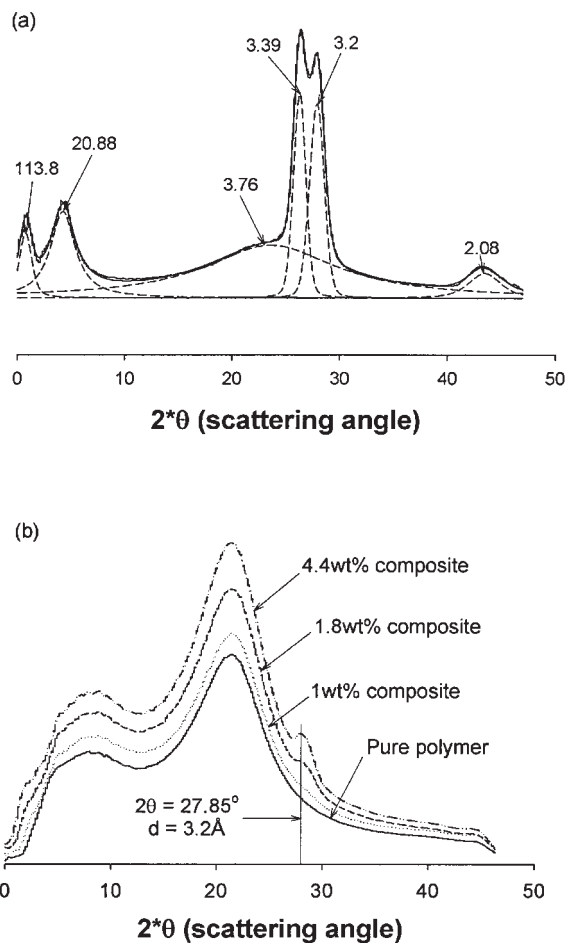 (a)
3.39
3.2
20.88
113.8
3.76
2.08
0 10 20 30 40 50
2*θ (scattering angle)
(b)
4.4wt% composite
1.8wt% composite
1wt% composite
Pure polymer
2θ = 27.85°
d = 3.2Å
0 10 20 30 40 50
2*θ (scattering angle)